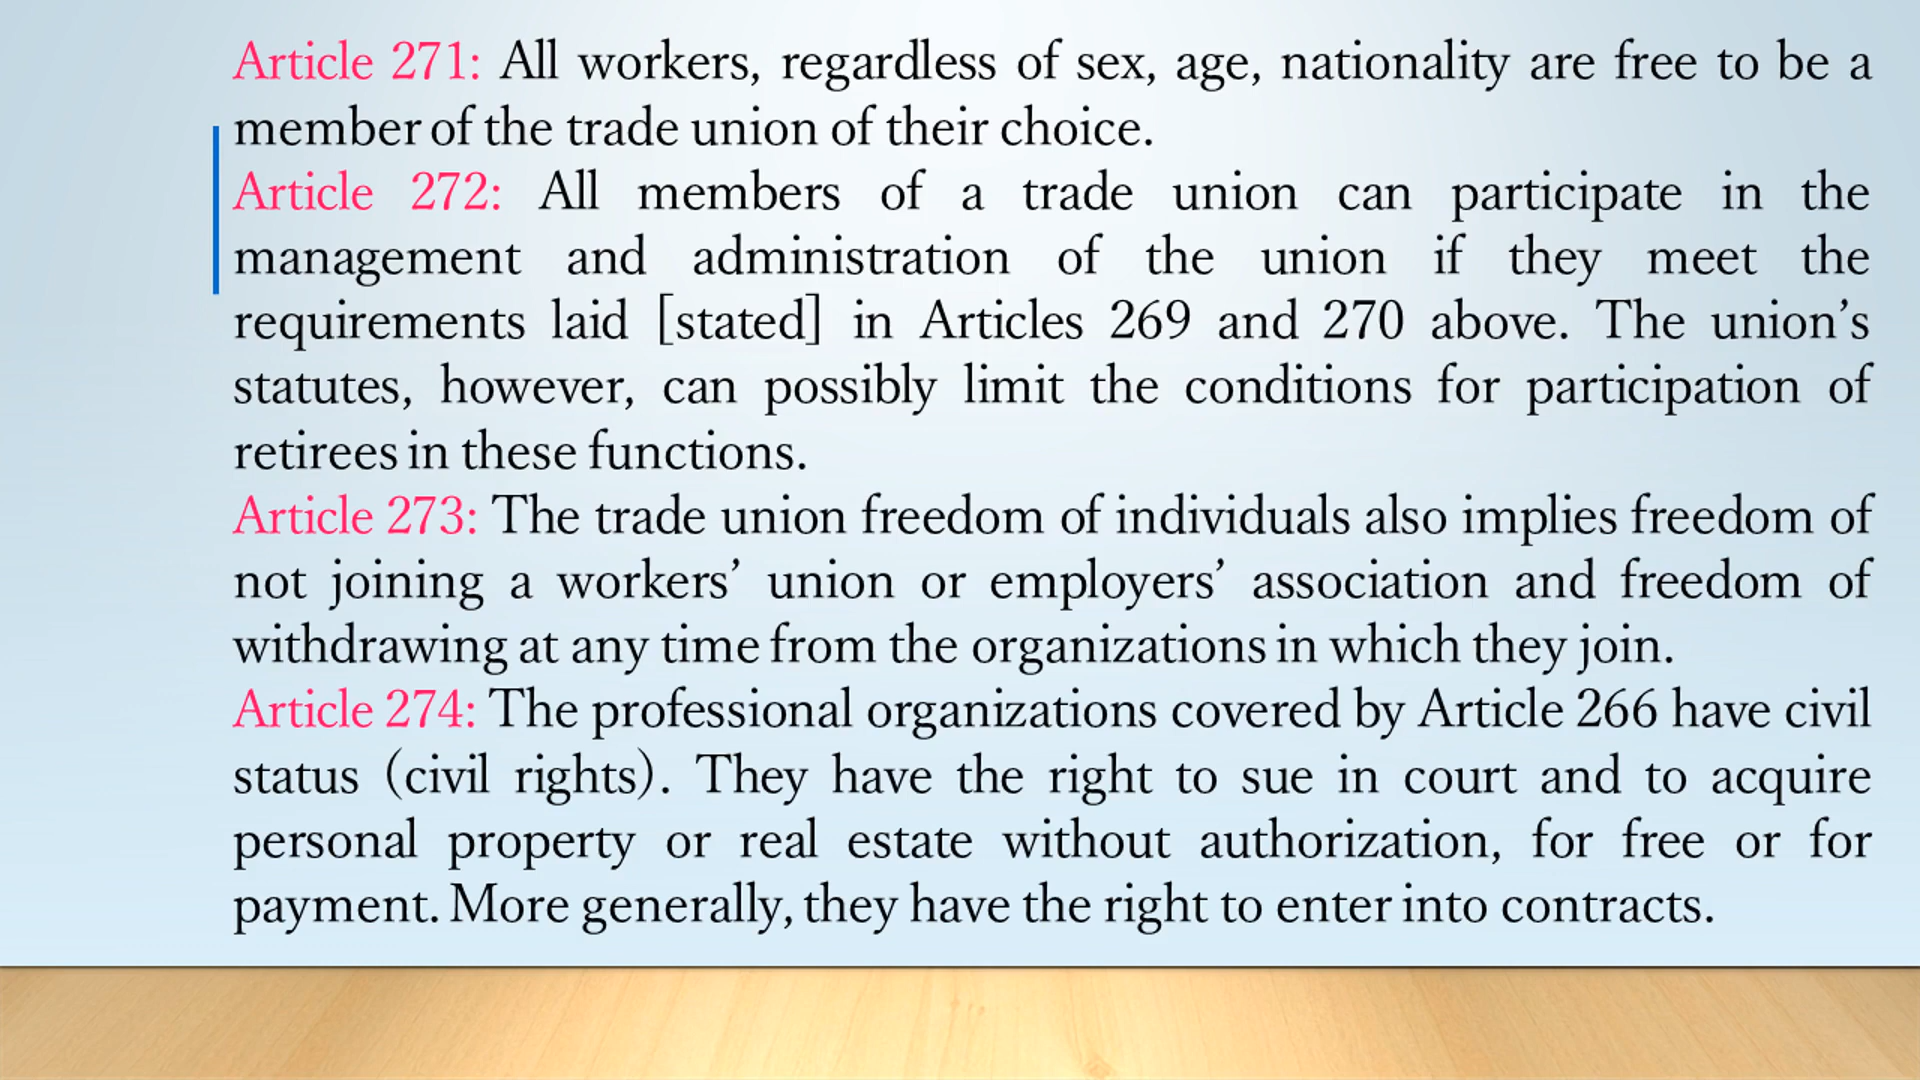 Article 271: All workers, regardless of sex, age, nationality are free to be a
member of the trade union of their choice.
Article 272: All members of a trade union can participate in the
management and administration of the union if they meet the
requirements laid [stated] in Articles 269 and 270 above. The union’s
statutes, however, can possibly limit the conditions for participation of
retirees in these functions.
Article 273: The trade union freedom of individuals also implies freedom of
not joining a workers’ union or employers’ association and freedom of
withdrawing at any time from the organizations in which they join.
Article 274: The professional organizations covered by Article 266 have civil
status (civil rights). They have the right to sue in court and to acquire
personal property or real estate without authorization, for free or for
payment. More generally, they have the right to enter into contracts.